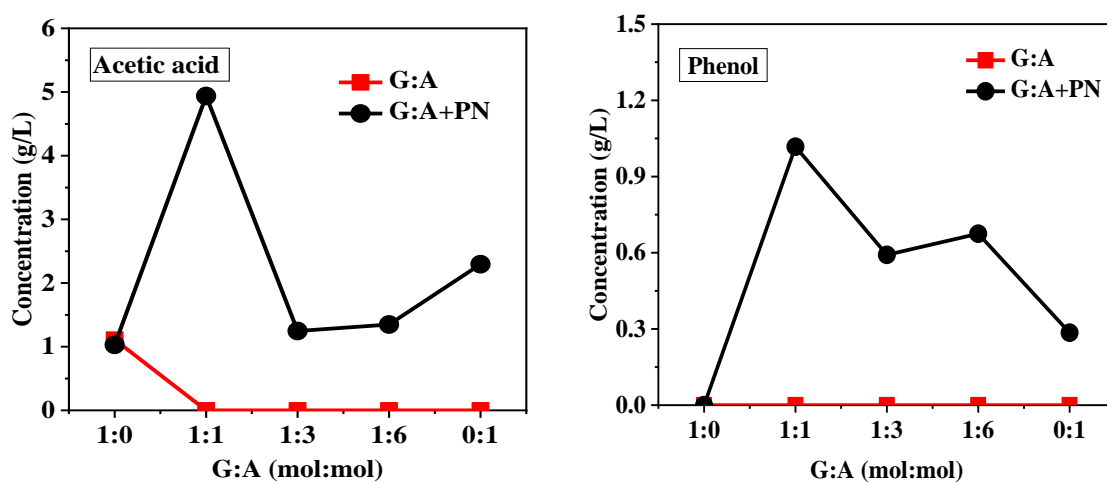 Acetic acid
G:A
G:A+PN
Concentration (g/L)
6
5
4
3
2
1
0
1:0 1:1 1:3 1:6 0:1
G:A (mol:mol)
Phenol
G:A
G:A+PN
Concentration (g/L)
1.5
1.2
0.9
0.6
0.3
0.0
1:0 1:1 1:3 1:6 0:1
G:A (mol:mol)